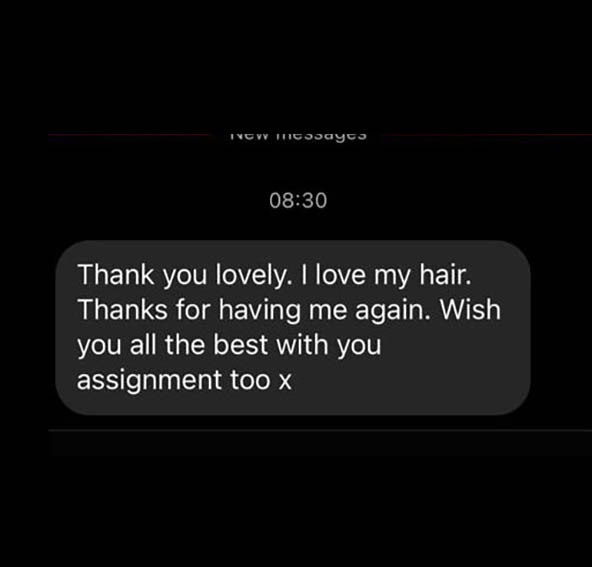 New messages
08:30
Thank you lovely. I love my hair.
Thanks for having me again. Wish
you all the best with you
assignment too x